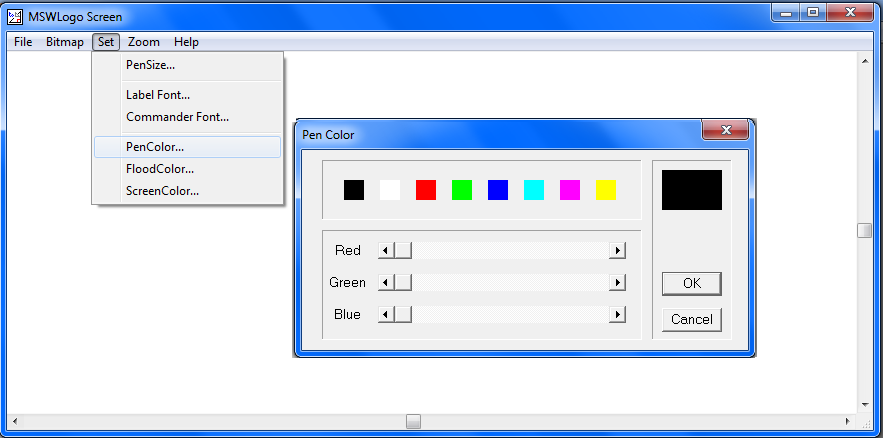 MSWLogo Screen
File Bitmap Set Zoom Help
PenSize...
Label Font...
Commander Font...
PenColor...
FloodColor...
ScreenColor...
Pen Color
Red
Green
Blue
OK
Cancel